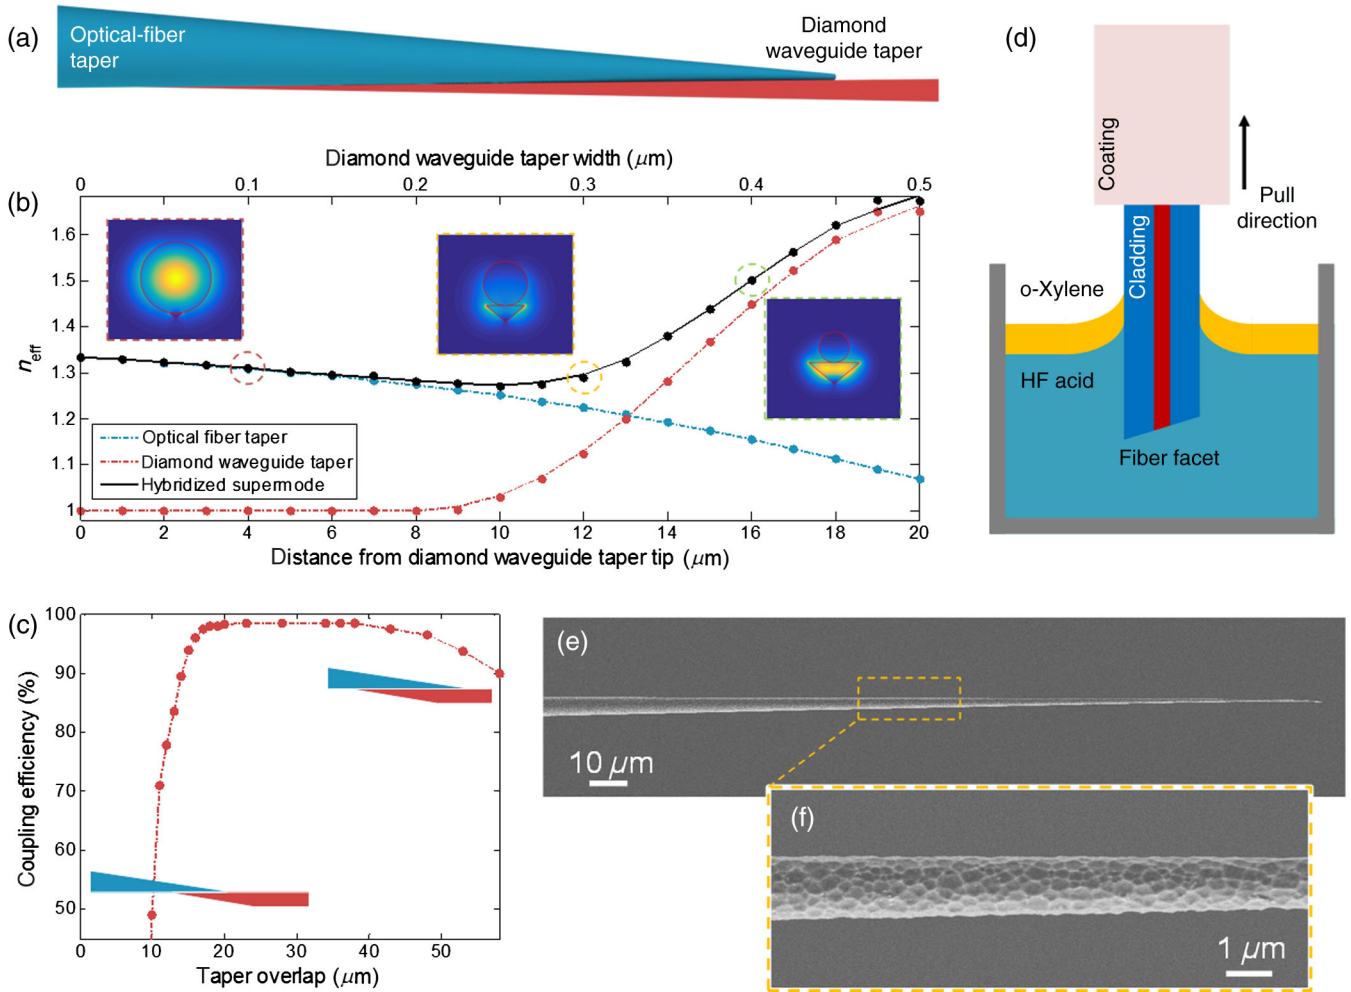 (a)
Optical-fiber
taper
Diamond
waveguide taper
(b)
Diamond waveguide taper width (μm)
0 0.1 0.2 0.3 0.4 0.5
n_eff
1.6
1.5
1.4
1.3
1.2
1.1
1
Optical fiber taper
Diamond waveguide taper
Hybridized supermode
0 2 4 6 8 10 12 14 16 18 20
Distance from diamond waveguide taper tip (μm)
(c)
Coupling efficiency (%)
100
90
80
70
60
50
0 10 20 30 40 50
Taper overlap (μm)
(d)
Coating
Pull
direction
Cladding
o-Xylene
HF acid
Fiber facet
(e)
10 μm
(f)
1 μm